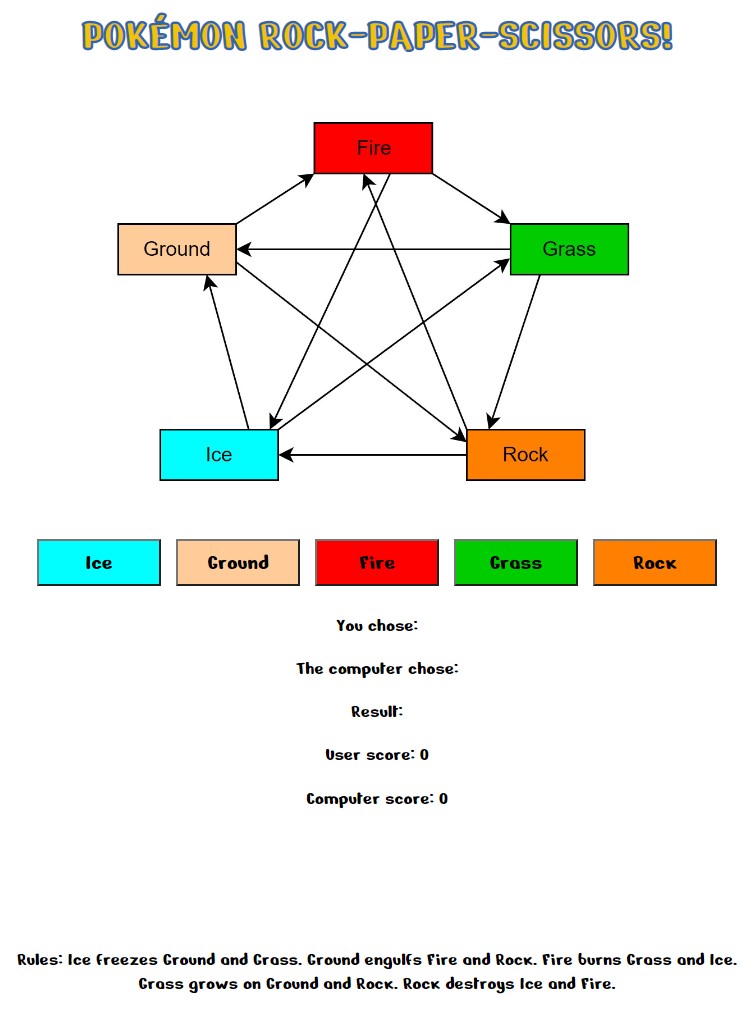 POKÉMON ROCK-PAPER-SCISSORS!
Fire
Ground
Grass
Ice
Rock
Ice
Ground
Fire
Grass
Rock
You chose:
The computer chose:
Result:
User score: 0
Computer score: 0
Rules: Ice freezes Ground and Grass. Ground engulfs Fire and Rock. Fire burns Grass and Ice.
Grass grows on Ground and Rock. Rock destroys Ice and Fire.